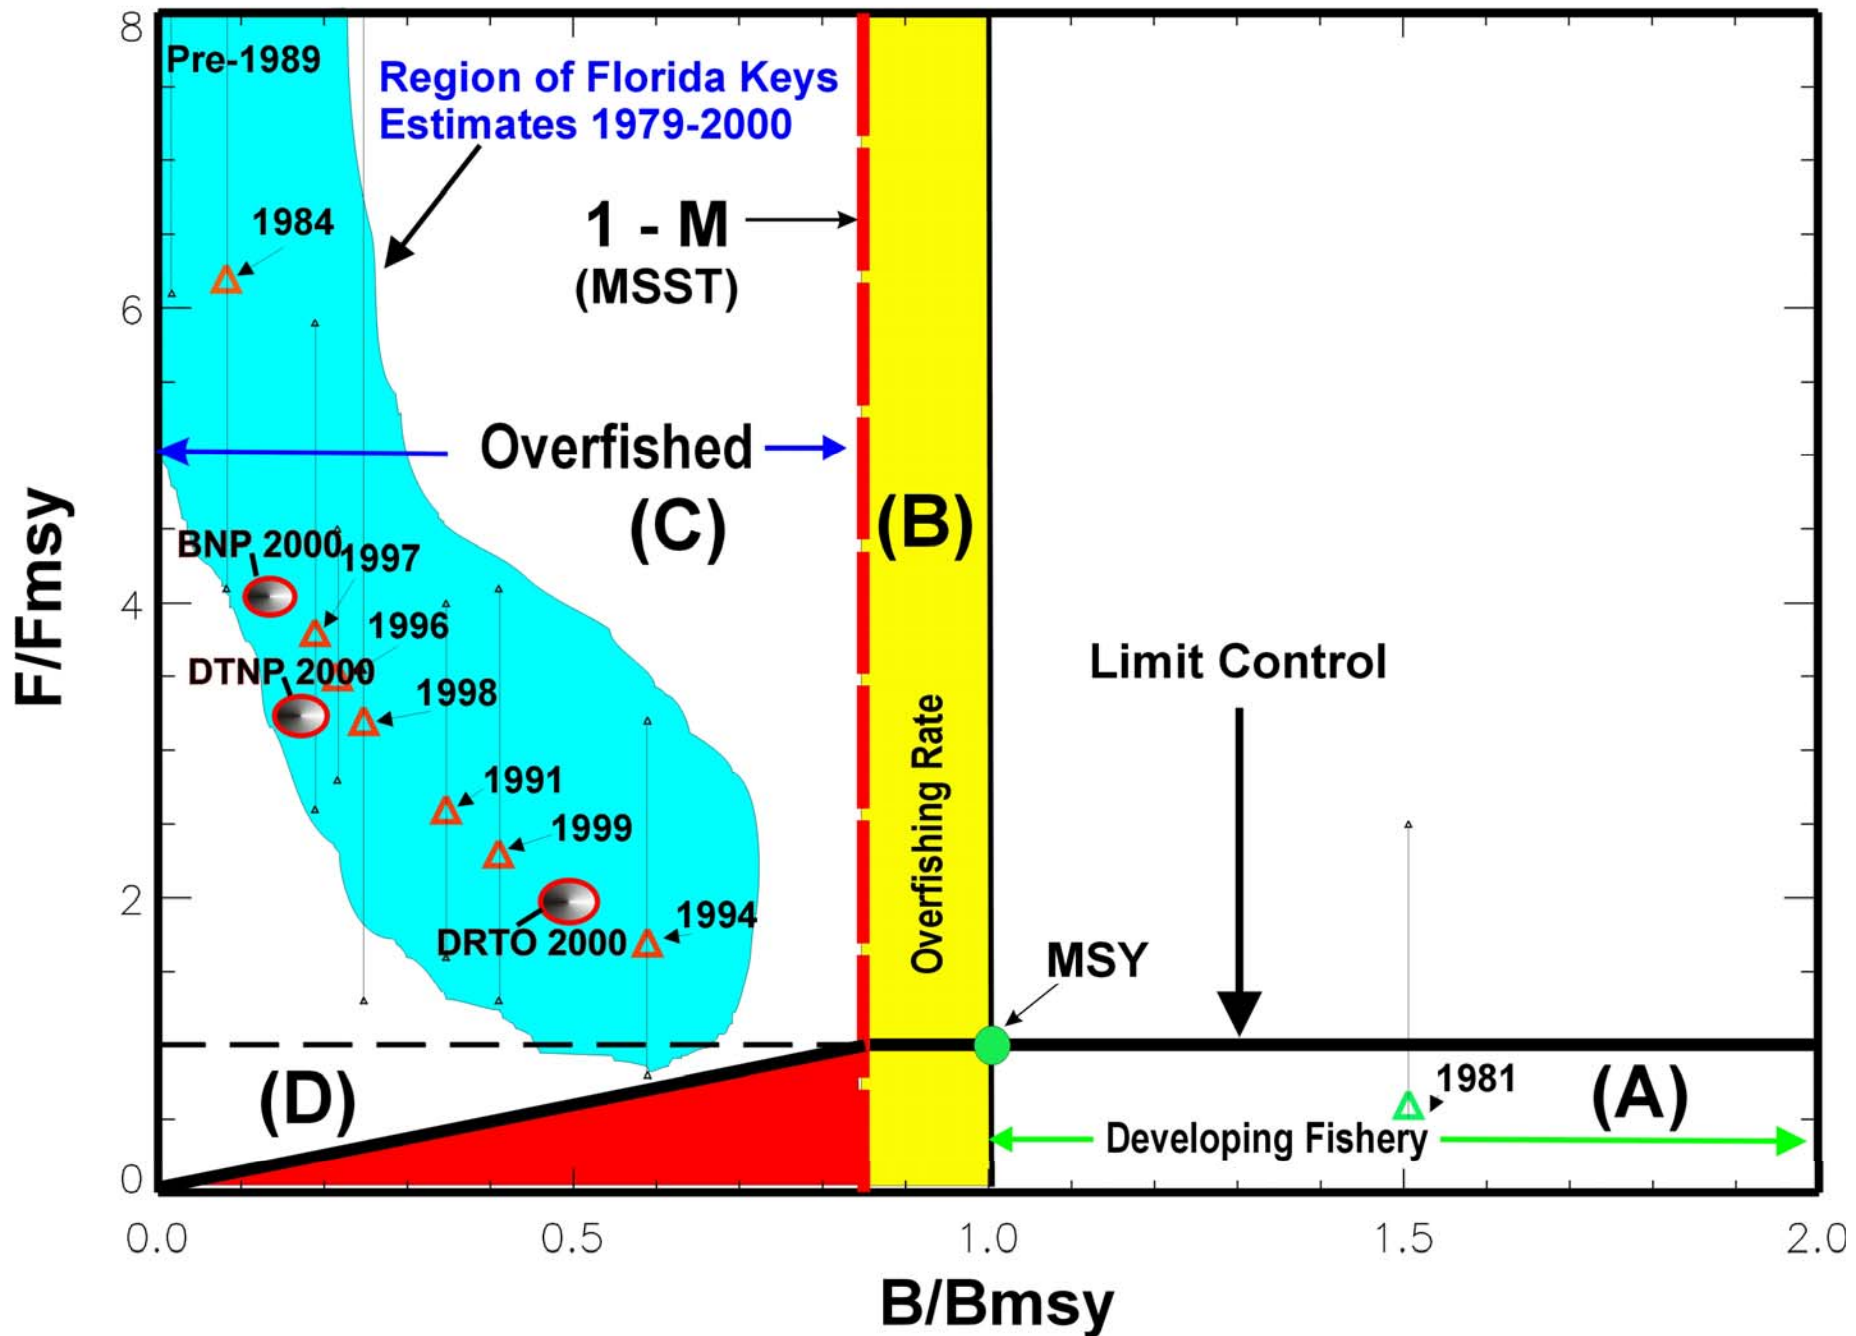 8
Pre-1989
Region of Florida Keys
Estimates 1979-2000
1984
1 - M
(MSST)
6
Overfished
(C)
(B)
BNP 2000
1997
F/Fmsy
4
1996
DTNP 2000
1998
Limit Control
1991
1999
Overfishing Rate
2
1994
DRTO 2000
MSY
(D)
1981
(A)
Developing Fishery
0
0.0
0.5
1.0
1.5
2.0
B/Bmsy